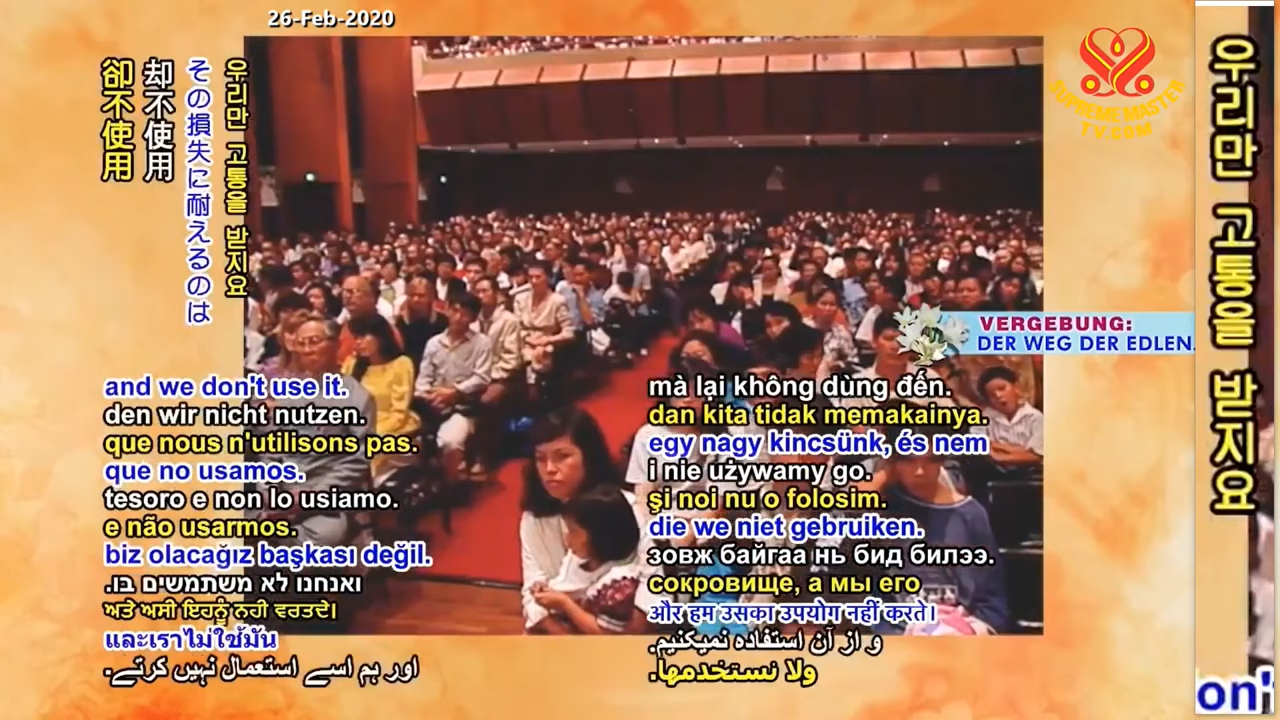 26-Feb-2020
SUPREME MASTER
TV.COM
우리만 고통을 받지요
その損失に耐えるのは
却不使用
卻不使用
VERGEBUNG:
DER WEG DER EDLEN.
and we don't use it.
den wir nicht nutzen.
que nous n'utilisons pas.
que no usamos.
tesoro e non lo usiamo.
e não usarmos.
biz olacağız başkası değil.
ואנחנו לא משתמשים בו.
ਅਤੇ ਅਸੀ ਇਹਨੂੰ ਨਹੀ ਵਰਤਦੇ।
และเราไม่ใช้มัน
اور ہم اسے استعمال نہیں کرتے.
mà lại không dùng đến.
dan kita tidak memakainya.
egy nagy kincsünk, és nem
i nie używamy go.
şi noi nu o folosim.
die we niet gebruiken.
зовж байгаа нь бид билээ.
сокровище, а мы его
और हम उसका उपयोग नहीं करते।
و از آن استفاده نمیکنیم.
ولا نستخدمها.
우리만 고통을 받지요
on'